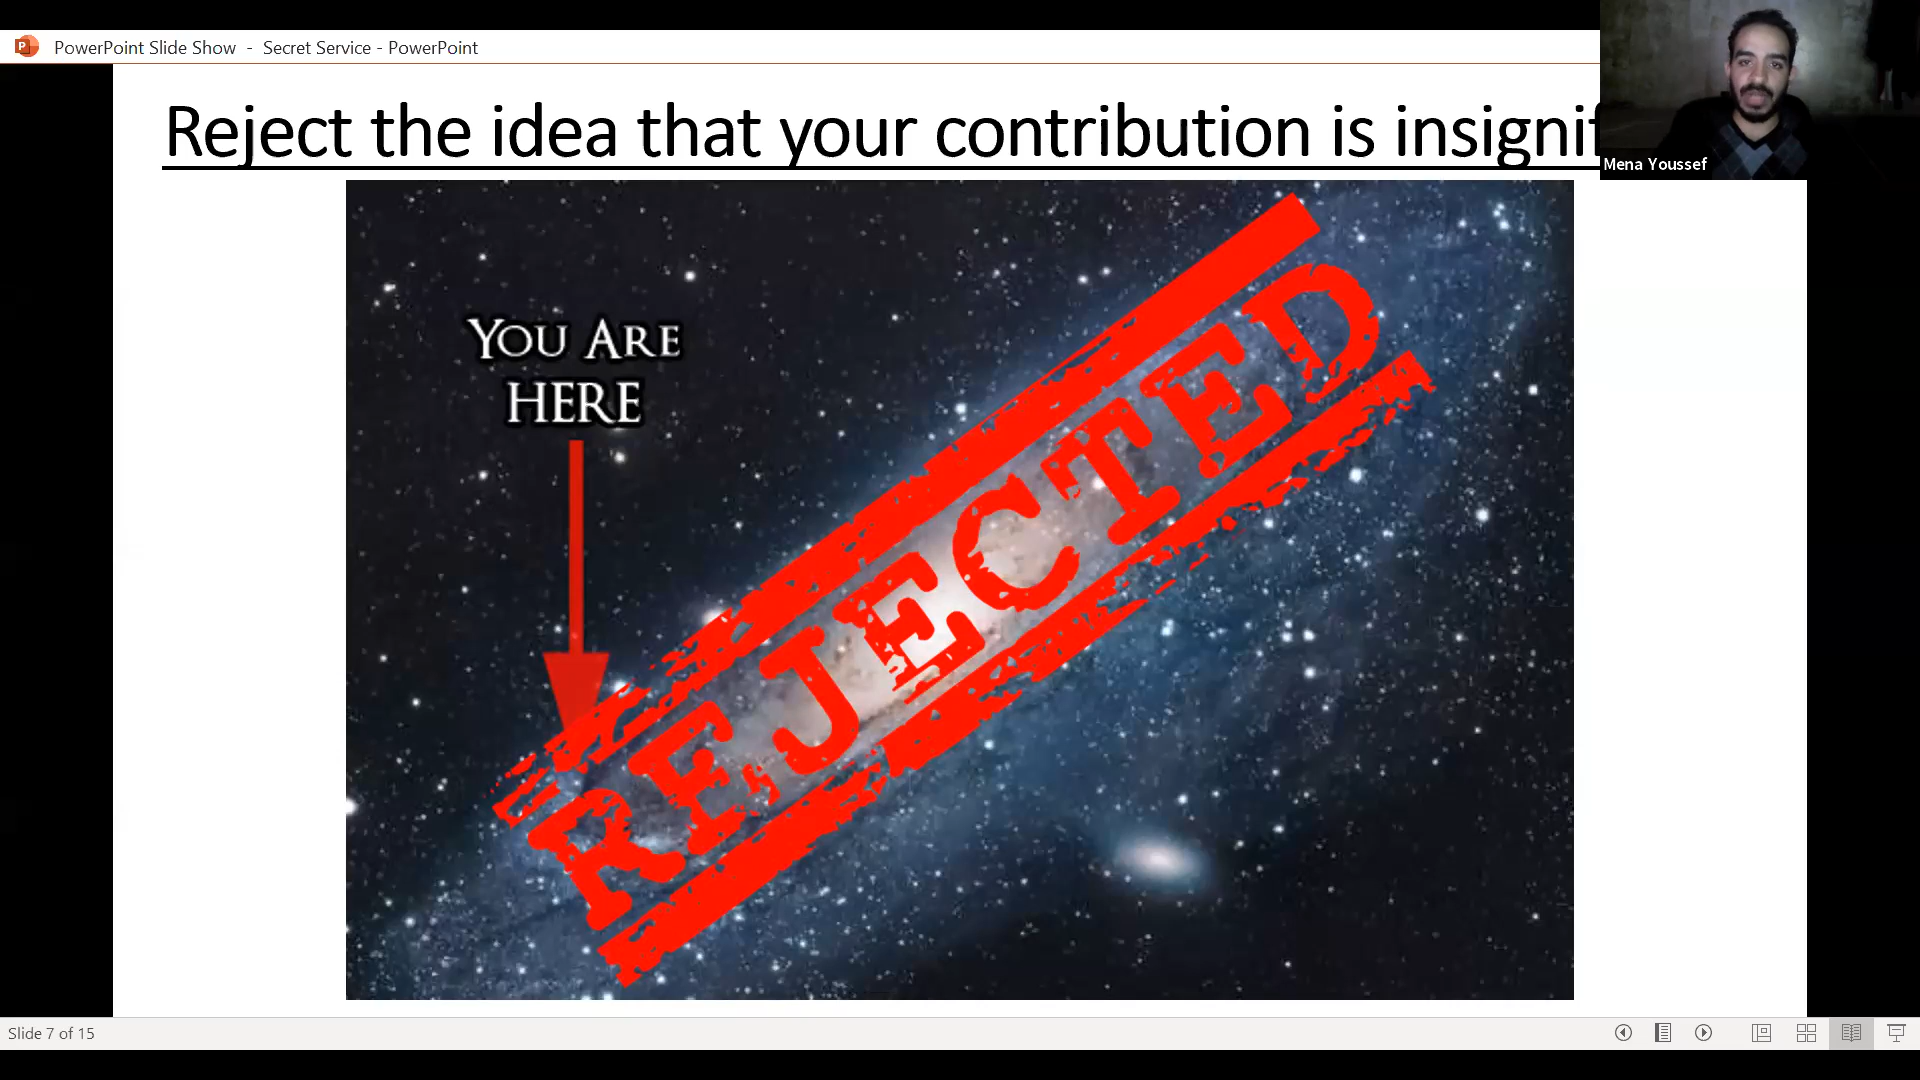 PowerPoint Slide Show - Secret Service - PowerPoint
Reject the idea that your contribution is insignif
Mena Youssef
YOU ARE
HERE
REJECTED
Slide 7 of 15